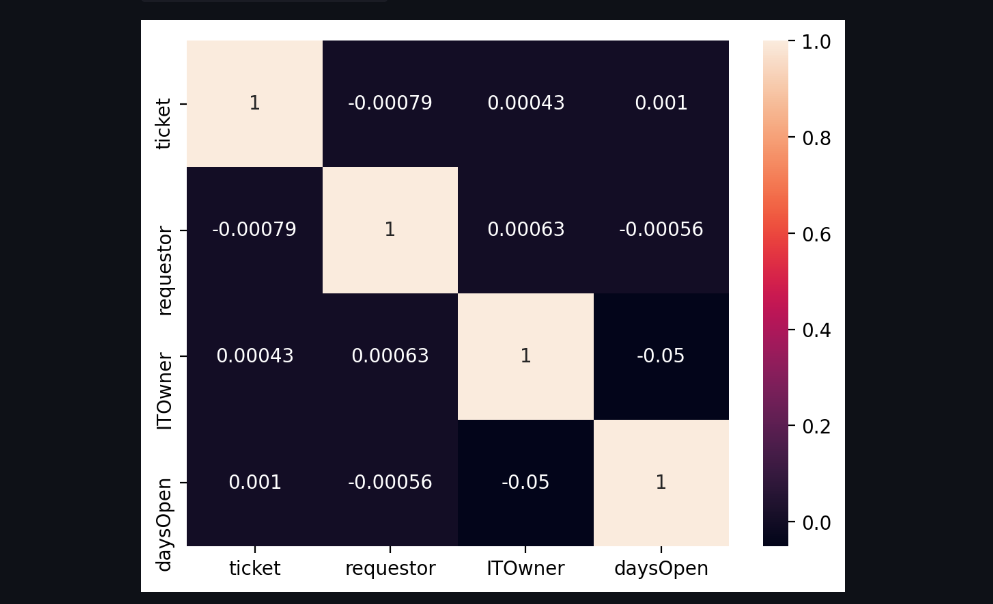 1.0
ticket 1 -0.00079 0.00043 0.001
0.8
requestor -0.00079 1 0.00063 -0.00056
0.6
ITOwner 0.00043 0.00063 1 -0.05
0.4
0.2
daysOpen 0.001 -0.00056 -0.05 1
0.0
ticket requestor ITOwner daysOpen